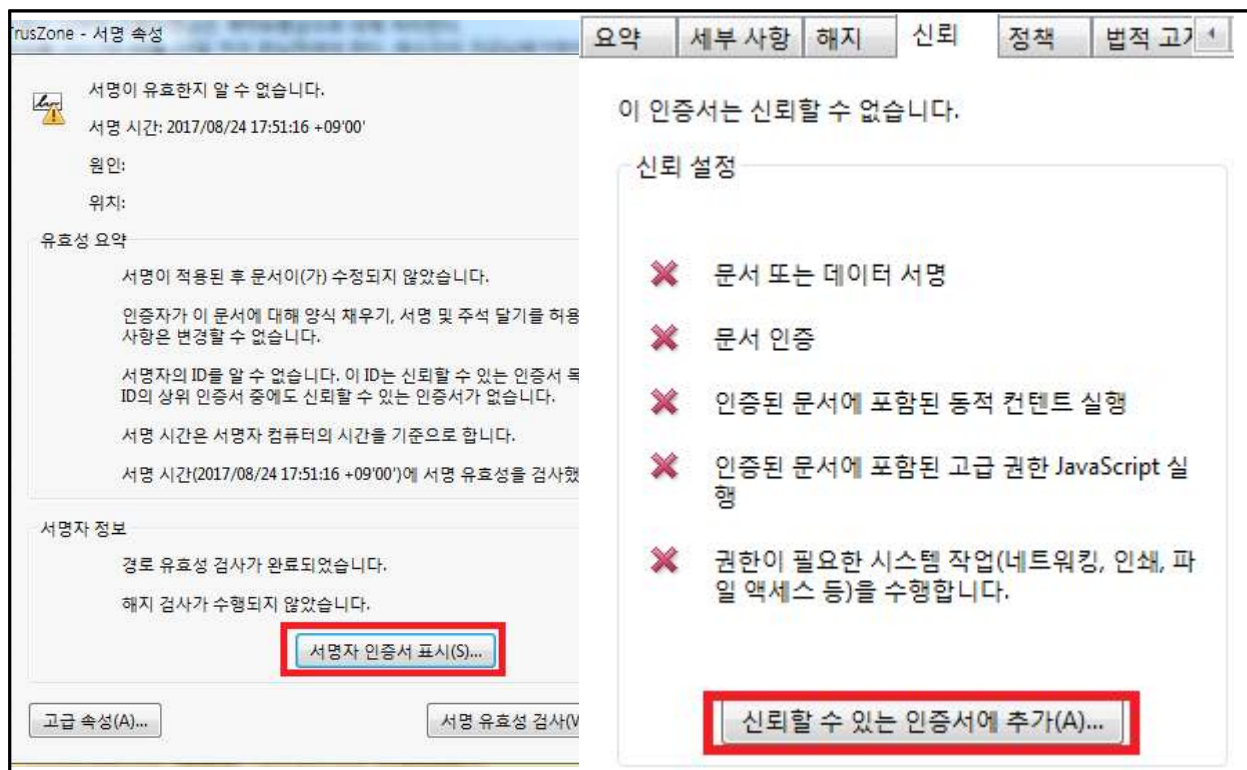 rusZone - 서명 속성
서명이 유효한지 알 수 없습니다.
서명 시간: 2017/08/24 17:51:16 +09'00'
원인:
위치:
유효성 요약
서명이 적용된 후 문서이(가) 수정되지 않았습니다.
인증자가 이 문서에 대해 양식 채우기, 서명 및 주석 달기를 허용
사항은 변경할 수 없습니다.
서명자의 ID를 알 수 없습니다. 이 ID는 신뢰할 수 있는 인증서 목
ID의 상위 인증서 중에도 신뢰할 수 있는 인증서가 없습니다.
서명 시간은 서명자 컴퓨터의 시간을 기준으로 합니다.
서명 시간(2017/08/24 17:51:16 +09'00')에 서명 유효성을 검사했
서명자 정보
경로 유효성 검사가 완료되었습니다.
해지 검사가 수행되지 않았습니다.
서명자 인증서 표시(S)...
고급 속성(A)... 서명 유효성 검사(V
요약 세부 사항 해지 신뢰 정책 법적 고지
이 인증서는 신뢰할 수 없습니다.
신뢰 설정
문서 또는 데이터 서명
문서 인증
인증된 문서에 포함된 동적 컨텐트 실행
인증된 문서에 포함된 고급 권한 JavaScript 실
행
권한이 필요한 시스템 작업(네트워킹, 인쇄, 파
일 액세스 등)을 수행합니다.
신뢰할 수 있는 인증서에 추가(A)...